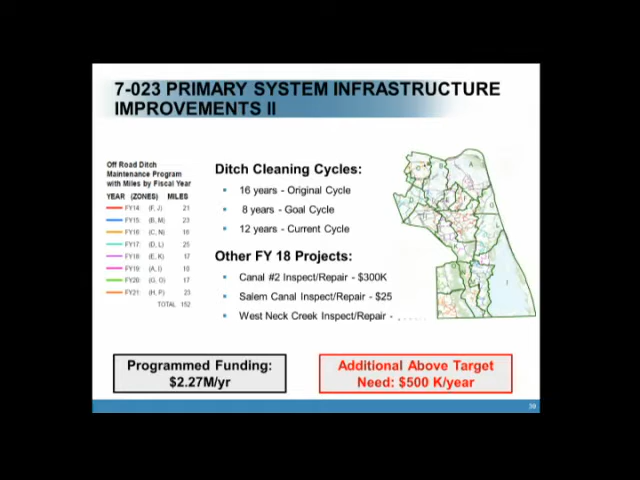 7-023 PRIMARY SYSTEM INFRASTRUCTURE
IMPROVEMENTS II
Off Road Ditch
Maintenance Program
with Miles by Fiscal Year
YEAR (ZONES) MILES
FY14: (F, J) 21
FY15: (B, M) 23
FY16: (C, N) 16
FY17: (D, L) 25
FY18: (E, K) 17
FY19: (A, I) 10
FY20: (G, O) 17
FY21: (H, P) 23
TOTAL 152
Ditch Cleaning Cycles:
▪ 16 years - Original Cycle
▪ 8 years - Goal Cycle
▪ 12 years - Current Cycle
Other FY 18 Projects:
▪ Canal #2 Inspect/Repair - $300K
▪ Salem Canal Inspect/Repair - $25
▪ West Neck Creek Inspect/Repair -
Programmed Funding:
$2.27M/yr
Additional Above Target
Need: $500 K/year